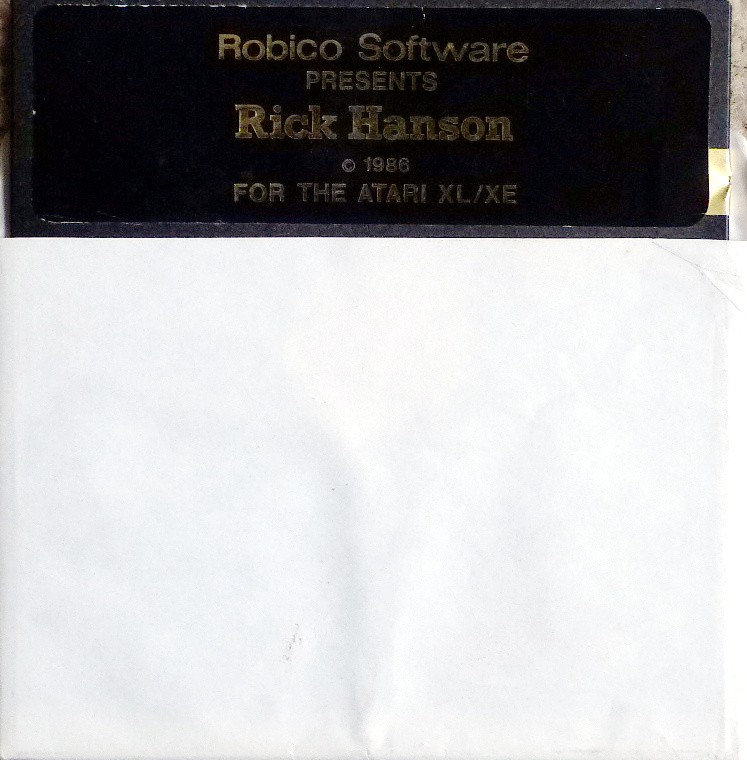 Robico Software
PRESENTS
Rick Hanson
© 1986
FOR THE ATARI XL/XE